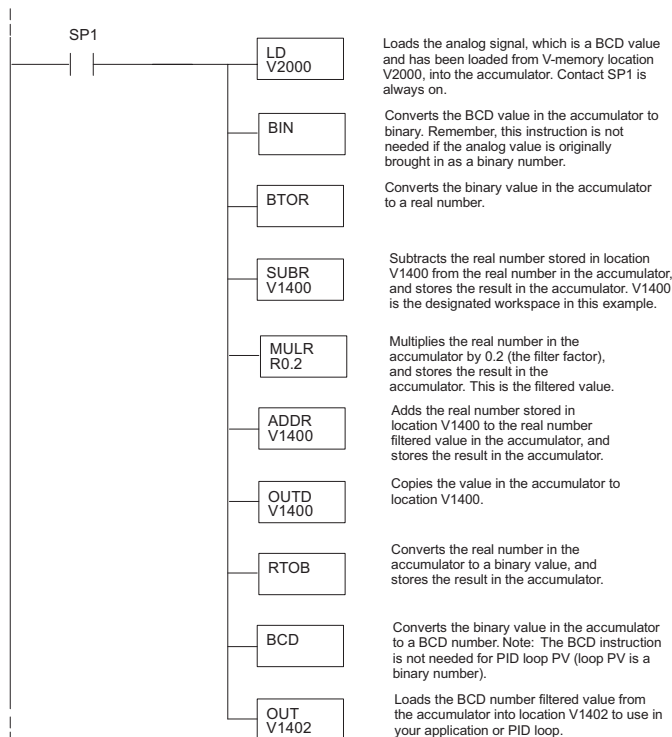 SP1
LD
V2000
Loads the analog signal, which is a BCD value
and has been loaded from V-memory location
V2000, into the accumulator. Contact SP1 is
always on.
BIN
Converts the BCD value in the accumulator to
binary. Remember, this instruction is not
needed if the analog value is originally
brought in as a binary number.
BTOR
Converts the binary value in the accumulator
to a real number.
SUBR
V1400
Subtracts the real number stored in location
V1400 from the real number in the accumulator,
and stores the result in the accumulator. V1400
is the designated workspace in this example.
MULR
R0.2
Multiplies the real number in the
accumulator by 0.2 (the filter factor),
and stores the result in the
accumulator. This is the filtered value.
ADDR
V1400
Adds the real number stored in
location V1400 to the real number
filtered value in the accumulator, and
stores the result in the accumulator.
OUTD
V1400
Copies the value in the accumulator to
location V1400.
RTOB
Converts the real number in the
accumulator to a binary value, and
stores the result in the accumulator.
BCD
Converts the binary value in the accumulator
to a BCD number. Note: The BCD instruction
is not needed for PID loop PV (loop PV is a
binary number).
OUT
V1402
Loads the BCD number filtered value from
the accumulator into location V1402 to use in
your application or PID loop.